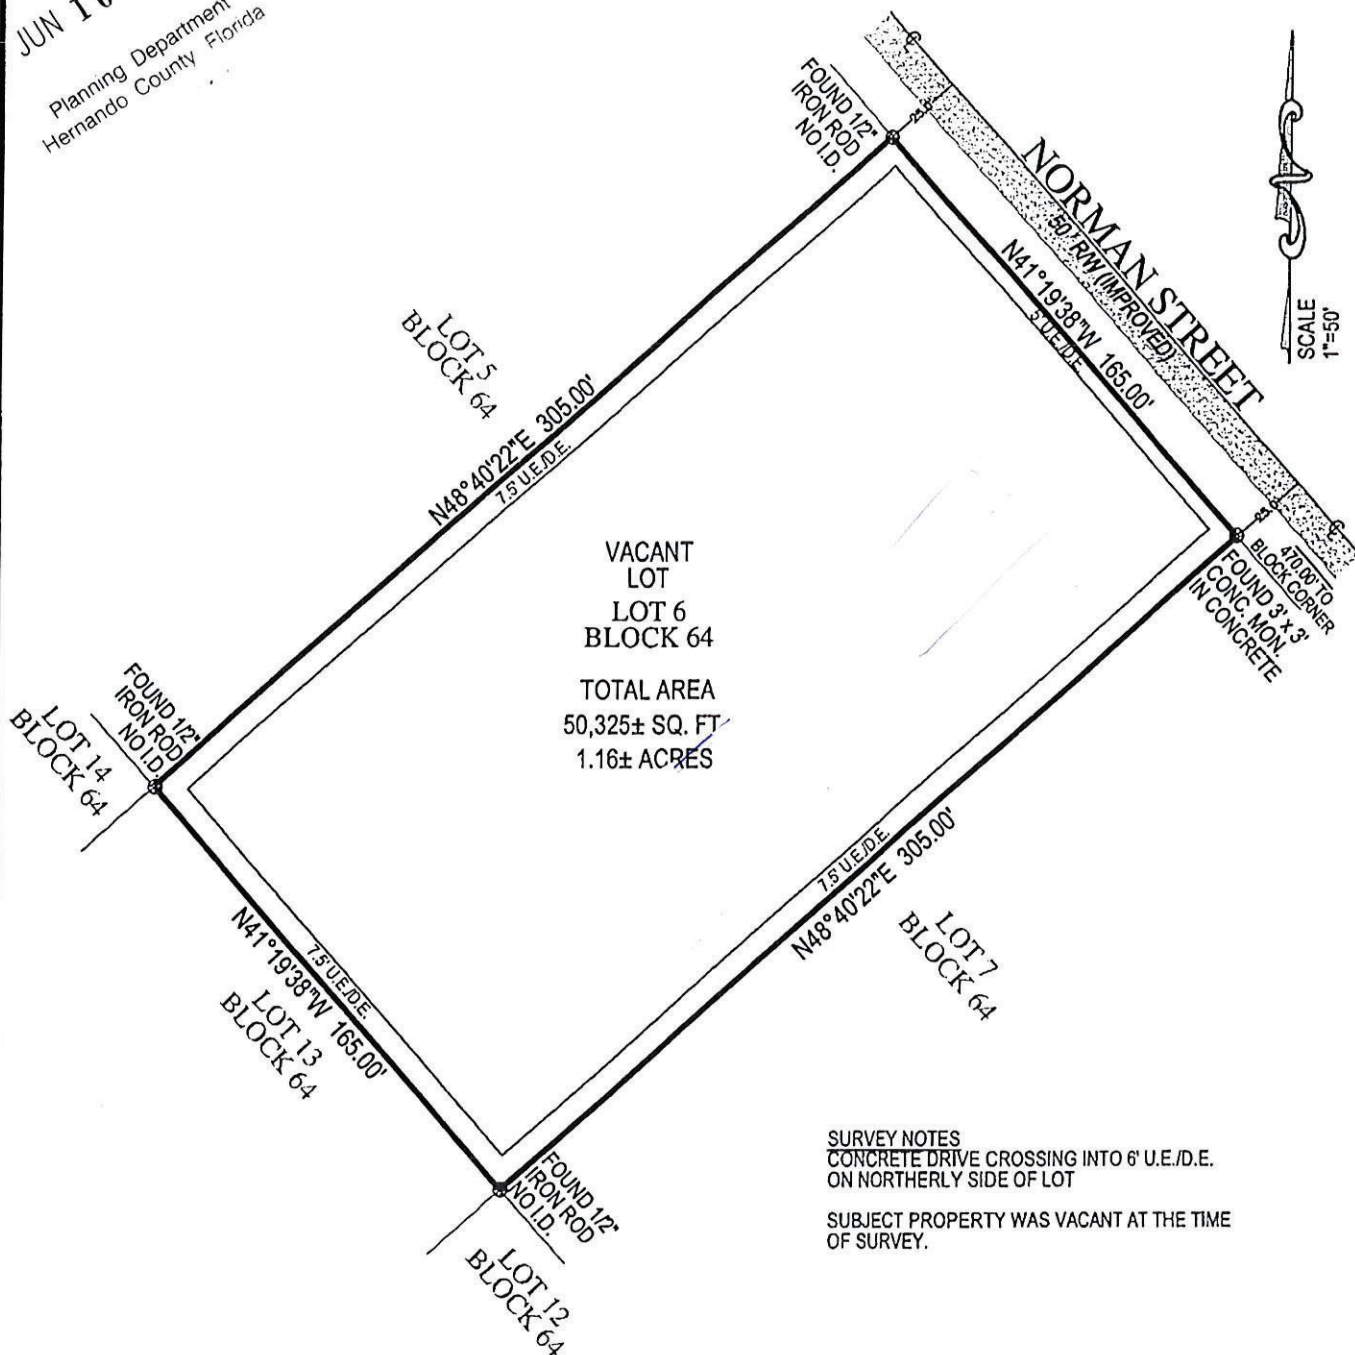 JUN 1
Planning Department
Hernando County Florida
FOUND 1/2"
IRON ROD
NO I.D.
NORMAN STREET
50' R/W (IMPROVED)
N41°19'38"W 165.00'
5' U.E./D.E.
SCALE
1"=50'
LOT 5
BLOCK 64
N48°40'22"E 305.00'
7.5' U.E./D.E.
470.00' TO
BLOCK CORNER
FOUND 3' x 3'
CONC. MON.
IN CONCRETE
VACANT
LOT
LOT 6
BLOCK 64
TOTAL AREA
50,325± SQ. FT
1.16± ACRES
FOUND 1/2"
IRON ROD
NO I.D.
LOT 14
BLOCK 64
7.5' U.E./D.E.
N48°40'22"E 305.00'
LOT 7
BLOCK 64
7.5' U.E./D.E.
N41°19'38"W 165.00'
LOT 13
BLOCK 64
FOUND 1/2"
IRON ROD
NO I.D.
LOT 12
BLOCK 64
SURVEY NOTES
CONCRETE DRIVE CROSSING INTO 6' U.E./D.E.
ON NORTHERLY SIDE OF LOT
SUBJECT PROPERTY WAS VACANT AT THE TIME
OF SURVEY.